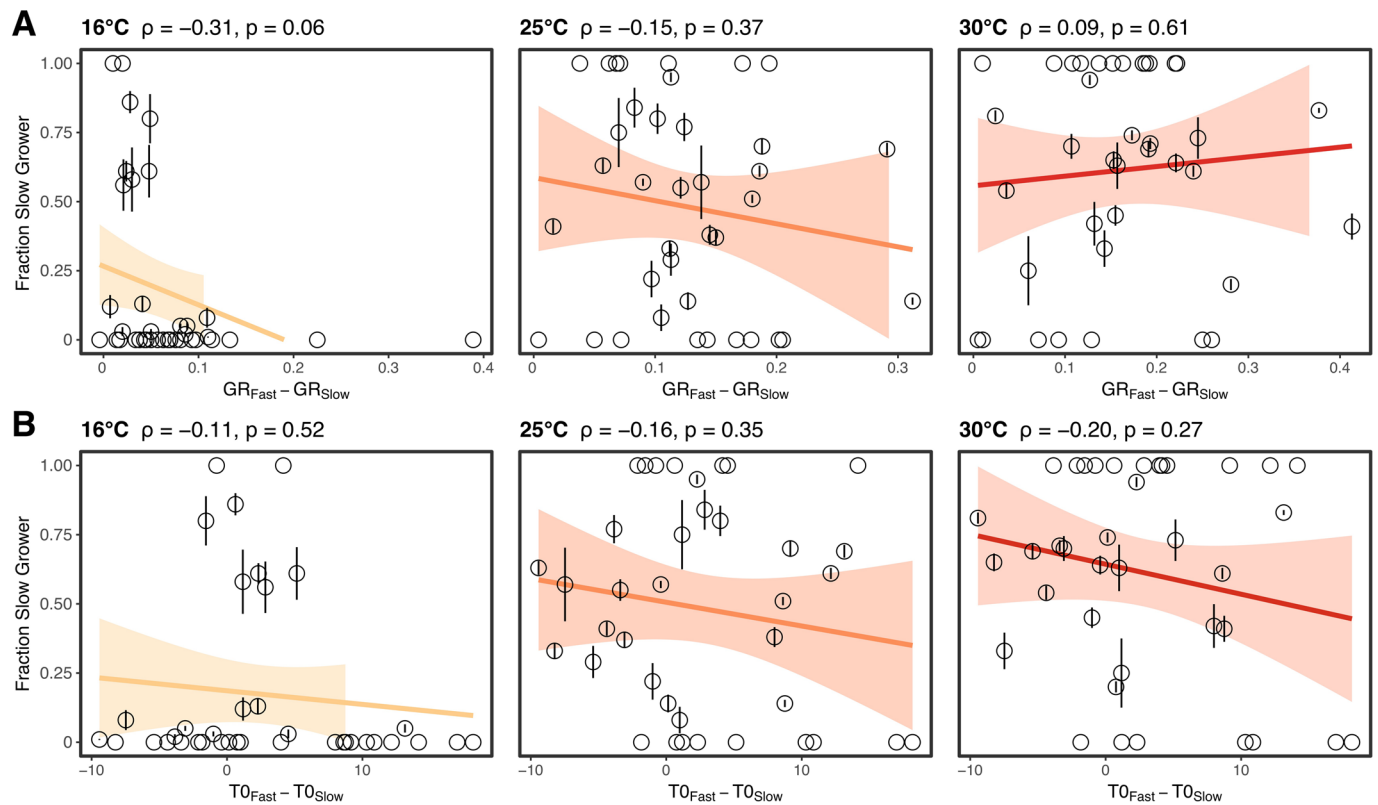 A
16°C ρ = −0.31, p = 0.06
25°C ρ = −0.15, p = 0.37
30°C ρ = 0.09, p = 0.61
Fraction Slow Grower
1.00
0.75
0.50
0.25
0
0 0.1 0.2 0.3 0.4
0 0.1 0.2 0.3
0 0.1 0.2 0.3 0.4
GRFast − GRSlow
GRFast − GRSlow
GRFast − GRSlow
B
16°C ρ = −0.11, p = 0.52
25°C ρ = −0.16, p = 0.35
30°C ρ = −0.20, p = 0.27
Fraction Slow Grower
1.00
0.75
0.50
0.25
0
−10 0 10
−10 0 10
−10 0 10
T0Fast − T0Slow
T0Fast − T0Slow
T0Fast − T0Slow